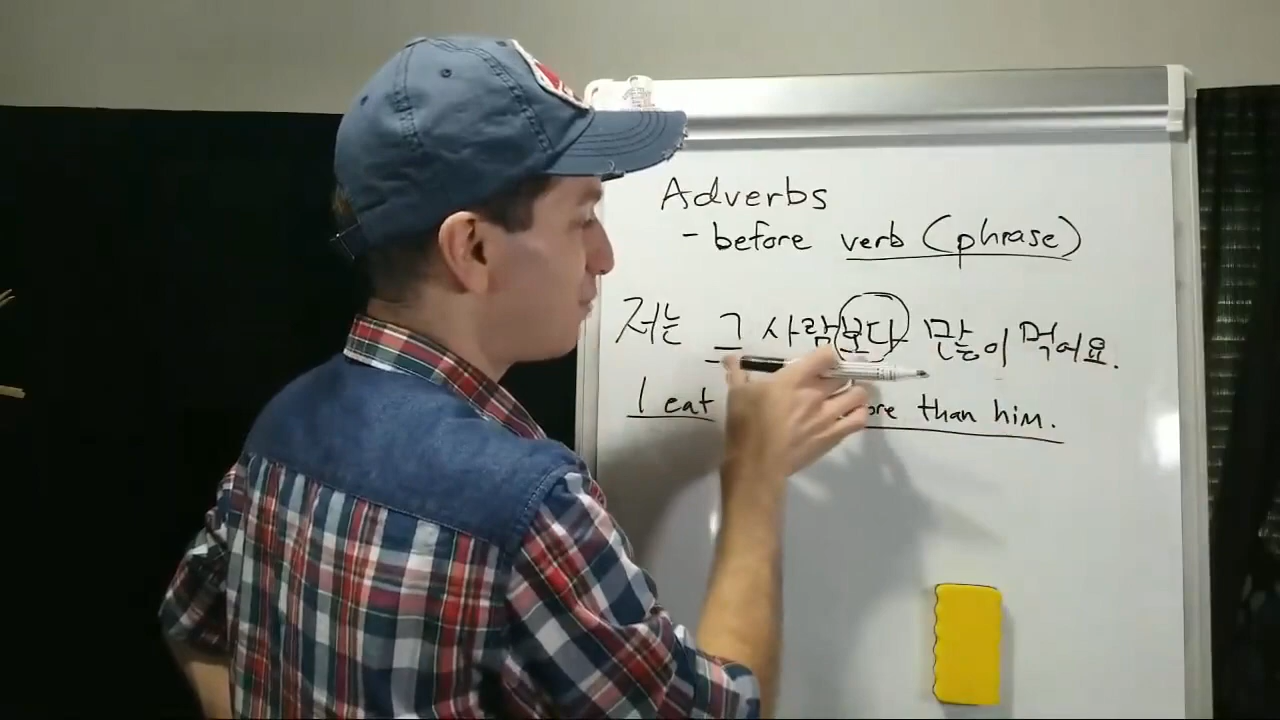 Adverbs
- before verb (phrase)
저는 그 사람보다 많이 먹어요.
I eat than him.